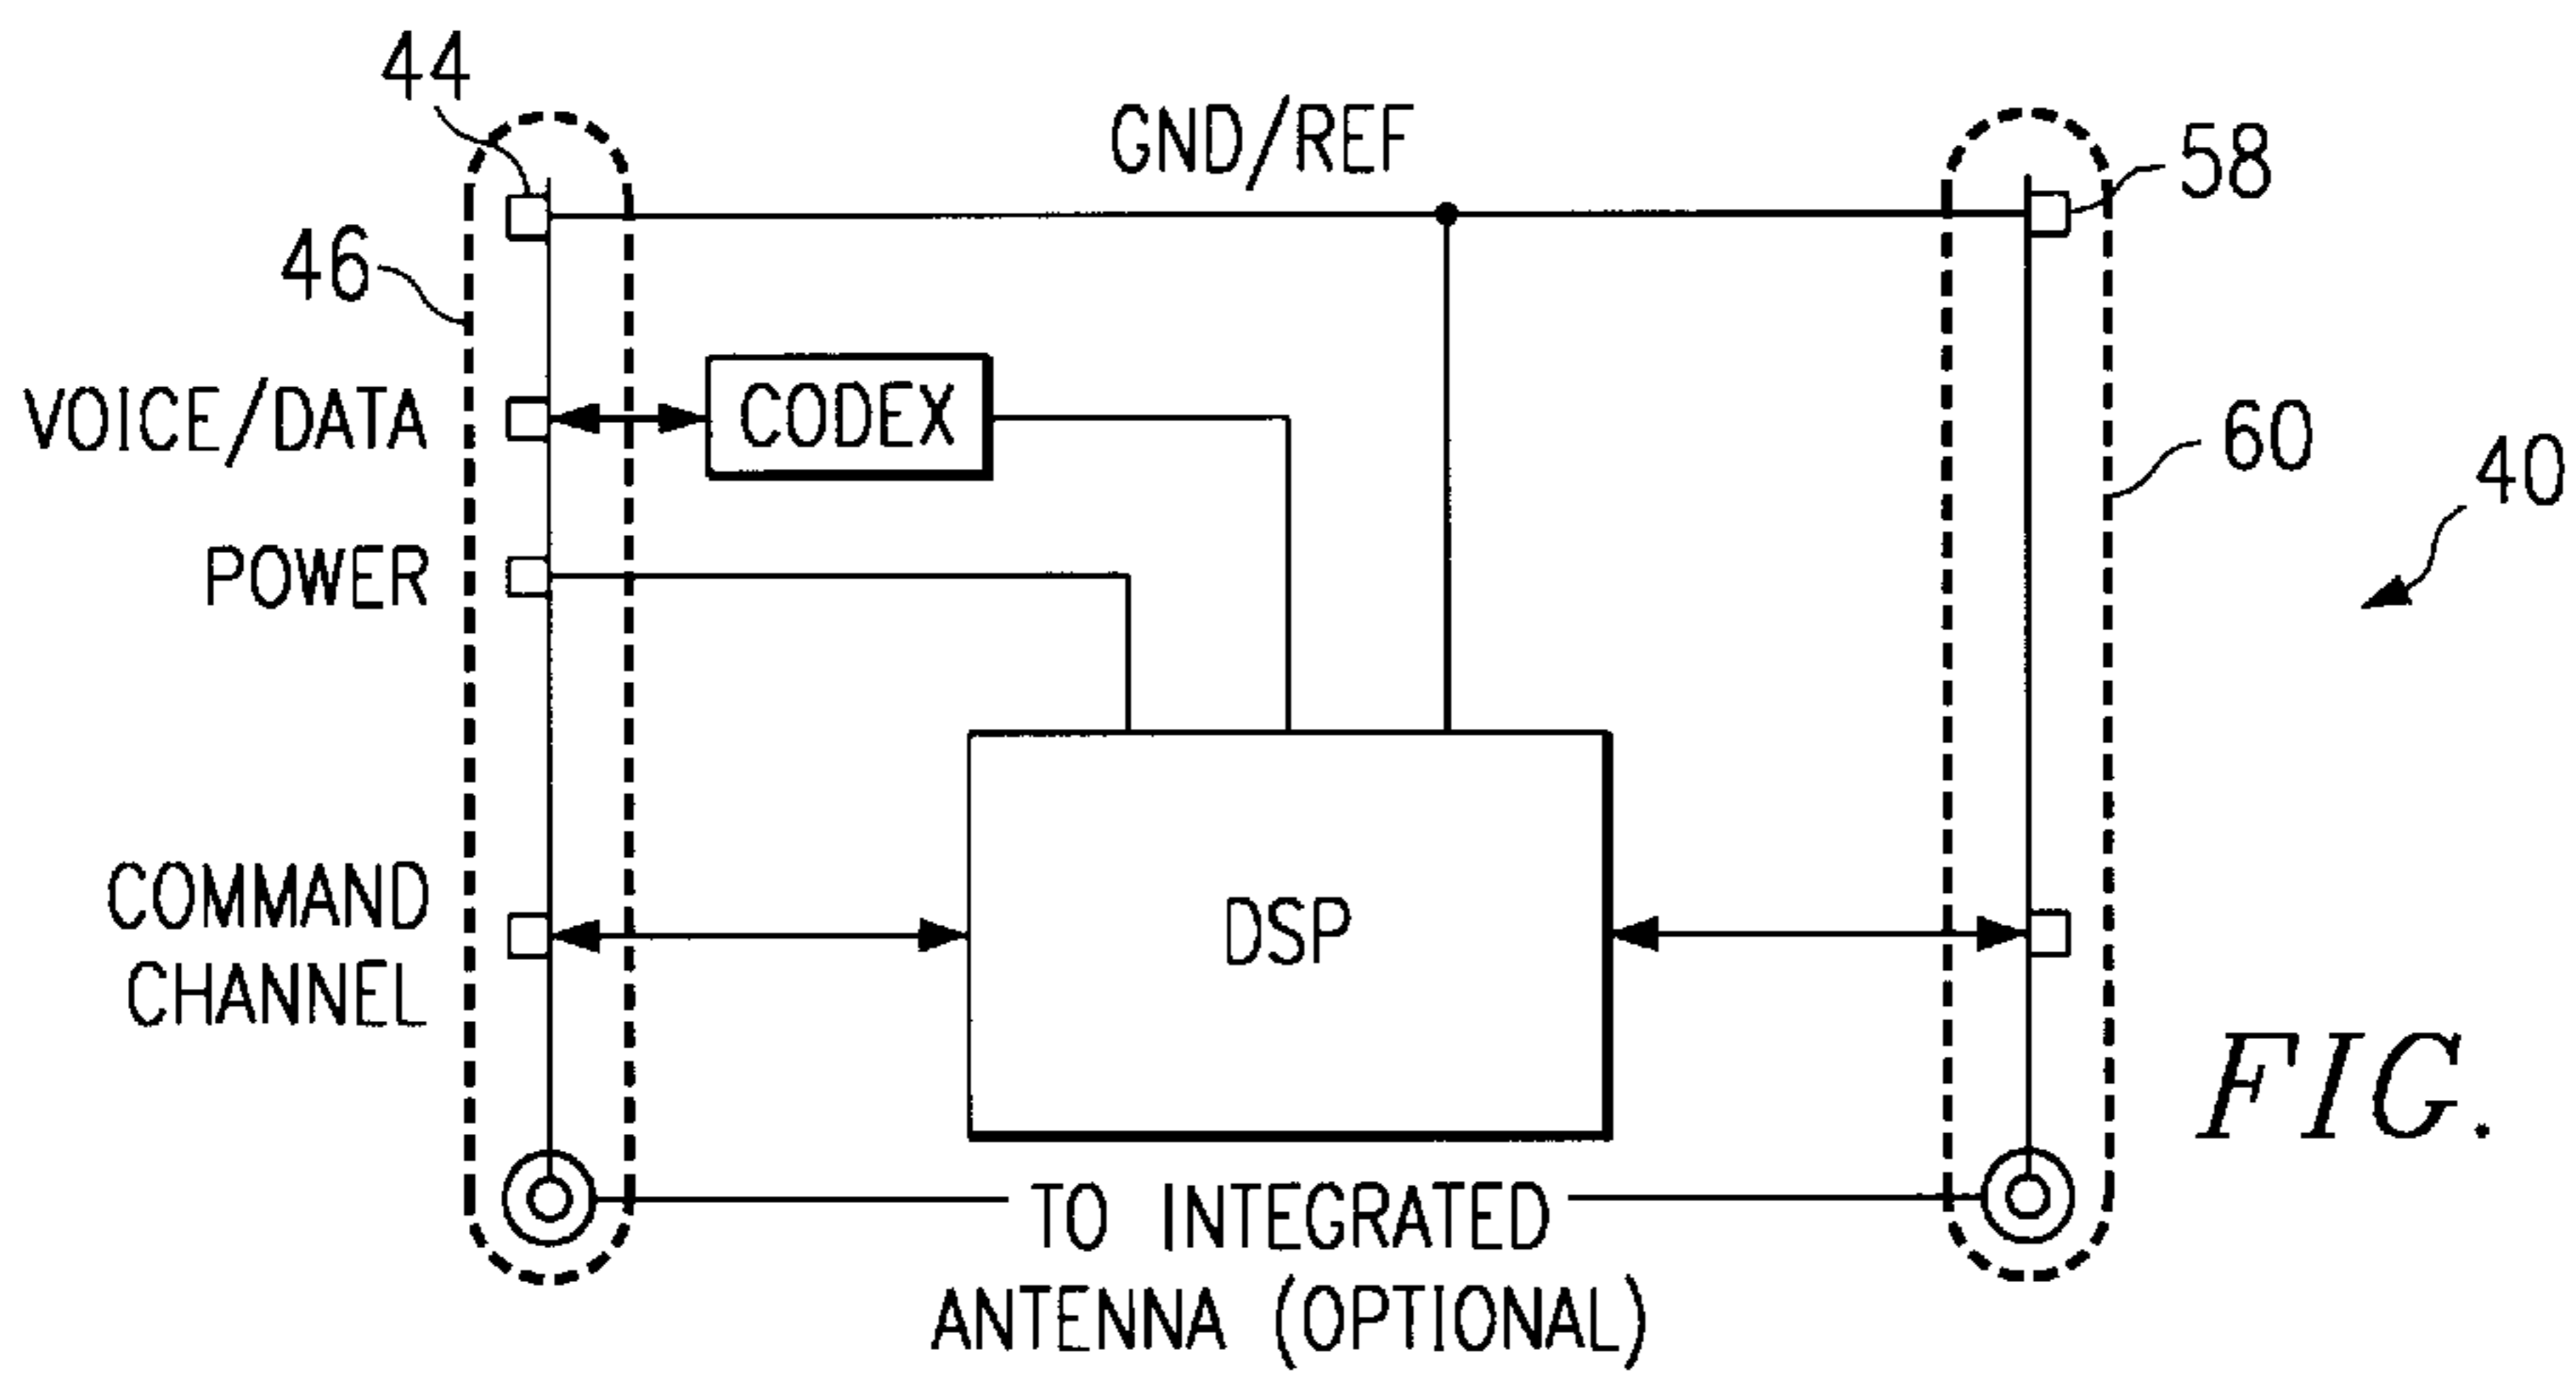 44
GND/REF
58
46
VOICE/DATA
CODEX
60
40
POWER
COMMAND
CHANNEL
DSP
FIG.
TO INTEGRATED
ANTENNA (OPTIONAL)